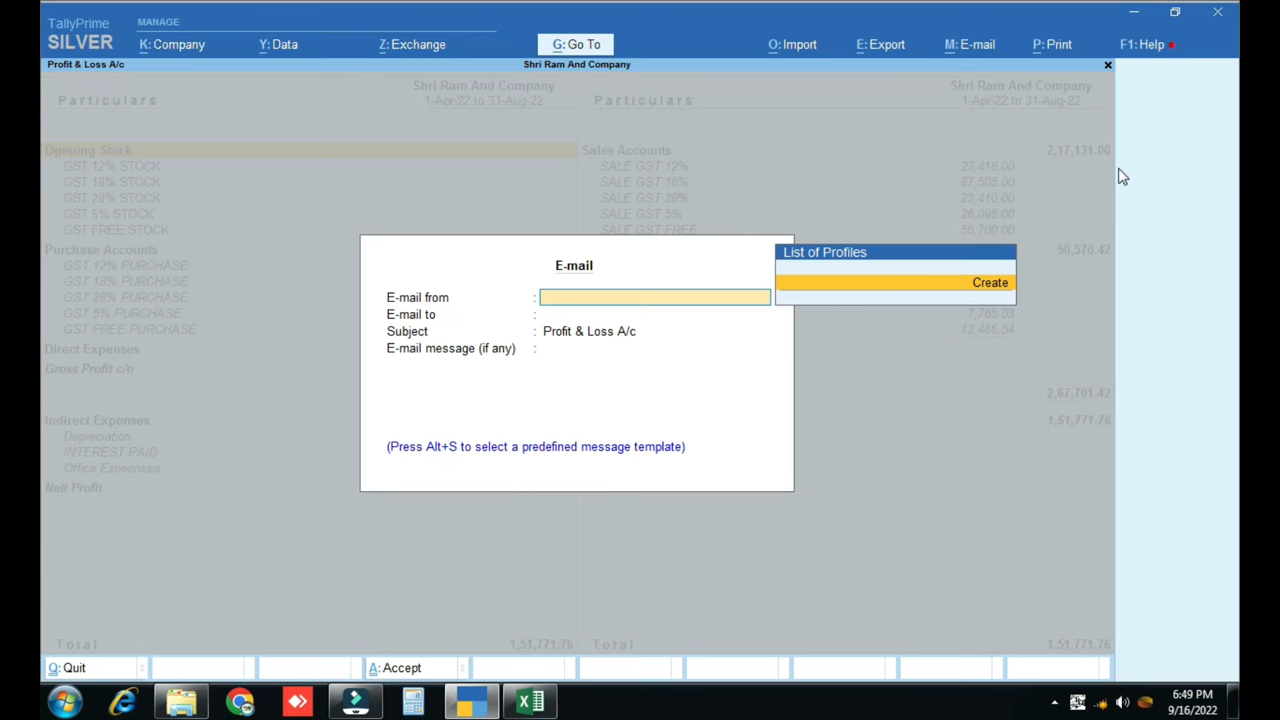 TallyPrime
MANAGE
SILVER
K: Company
Y: Data
Z: Exchange
G: Go To
O: Import
E: Export
M: E-mail
P: Print
F1: Help
Profit & Loss A/c
Shri Ram And Company
Particulars
Shri Ram And Company
1-Apr-22 to 31-Aug-22
Particulars
Shri Ram And Company
1-Apr-22 to 31-Aug-22
Opening Stock
GST 12% STOCK
GST 18% STOCK
GST 28% STOCK
GST 5% STOCK
GST FREE STOCK
Purchase Accounts
GST 12% PURCHASE
GST 18% PURCHASE
GST 28% PURCHASE
GST 5% PURCHASE
GST FREE PURCHASE
Direct Expenses
Gross Profit c/o
Indirect Expenses
Depreciation
INTEREST PAID
Office Expenses
Nett Profit
Total 1,51,771.76
Sales Accounts 2,17,131.00
SALE GST 12% 23,418.00
SALE GST 18% 87,505.00
SALE GST 28% 23,410.00
SALE GST 5% 26,098.00
SALE GST FREE 56,700.00
50,570.42
7,765.03
12,466.54
2,67,701.42
1,51,771.76
Total 1,51,771.76
E-mail
E-mail from :
E-mail to :
Subject : Profit & Loss A/c
E-mail message (if any) :
(Press Alt+S to select a predefined message template)
List of Profiles
Create
Q: Quit
A: Accept
6:49 PM
9/16/2022